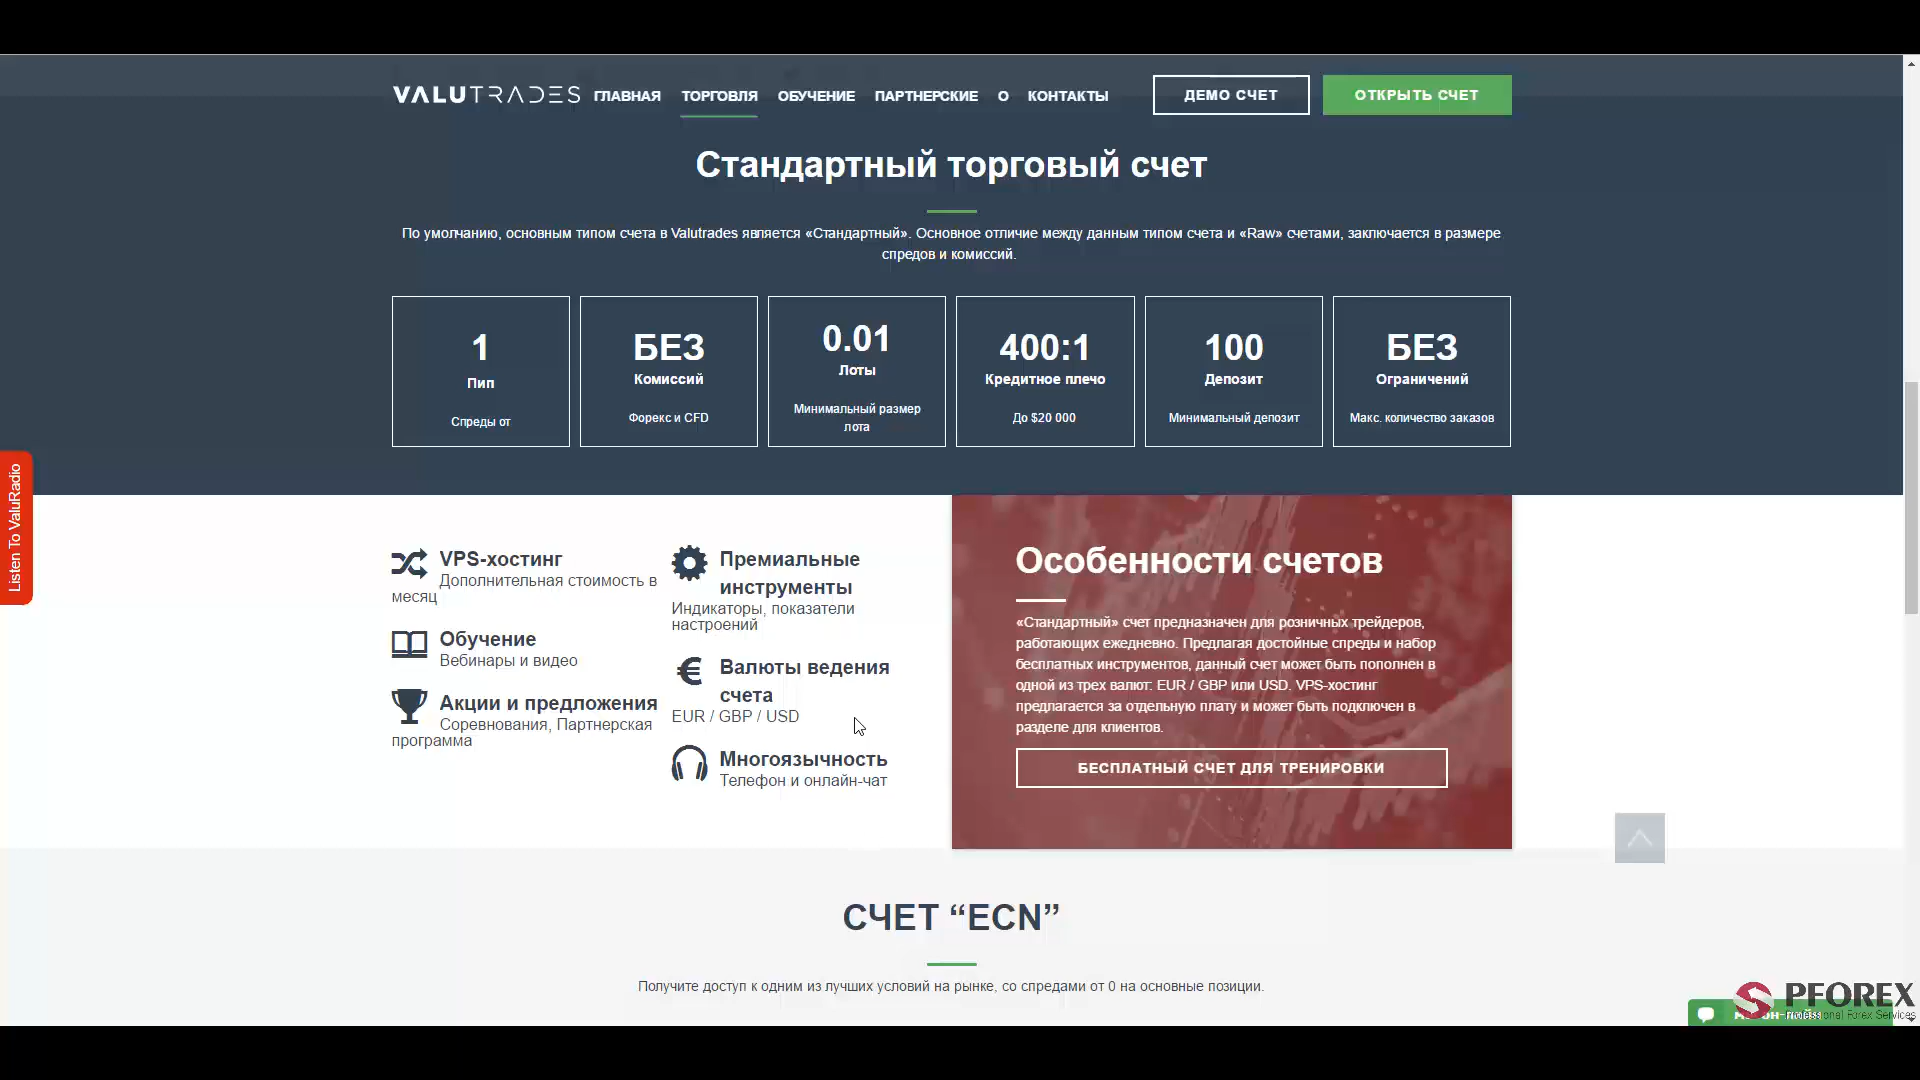 VALUTRADES ГЛАВНАЯ ТОРГОВЛЯ ОБУЧЕНИЕ ПАРТНЕРСКИЕ О КОНТАКТЫ ДЕМО СЧЕТ ОТКРЫТЬ СЧЕТ
Стандартный торговый счет
По умолчанию, основным типом счета в Valutrades является «Стандартный». Основное отличие между данным типом счета и «Raw» счетами, заключается в размере
спредов и комиссий.
1
Пип
Спреды от
БЕЗ
Комиссий
Форекс и CFD
0.01
Лоты
Минимальный размер
лота
400:1
Кредитное плечо
До $20 000
100
Депозит
Минимальный депозит
БЕЗ
Ограничений
Макс. количество заказов
Listen To ValuRadio
VPS-хостинг
Дополнительная стоимость в
месяц
Обучение
Вебинары и видео
Акции и предложения
Соревнования, Партнерская
программа
Премиальные
инструменты
Индикаторы, показатели
настроений
Валюты ведения
счета
EUR / GBP / USD
Многоязычность
Телефон и онлайн-чат
Особенности счетов
«Стандартный» счет предназначен для розничных трейдеров,
работающих ежедневно. Предлагая достойные спреды и набор
бесплатных инструментов, данный счет может быть пополнен в
одной из трех валют: EUR / GBP или USD. VPS-хостинг
предлагается за отдельную плату и может быть подключен в
разделе для клиентов.
БЕСПЛАТНЫЙ СЧЕТ ДЛЯ ТРЕНИРОВКИ
СЧЕТ “ECN”
Получите доступ к одним из лучших условий на рынке, со спредами от 0 на основные позиции.
PFOREX
Professional Forex Services